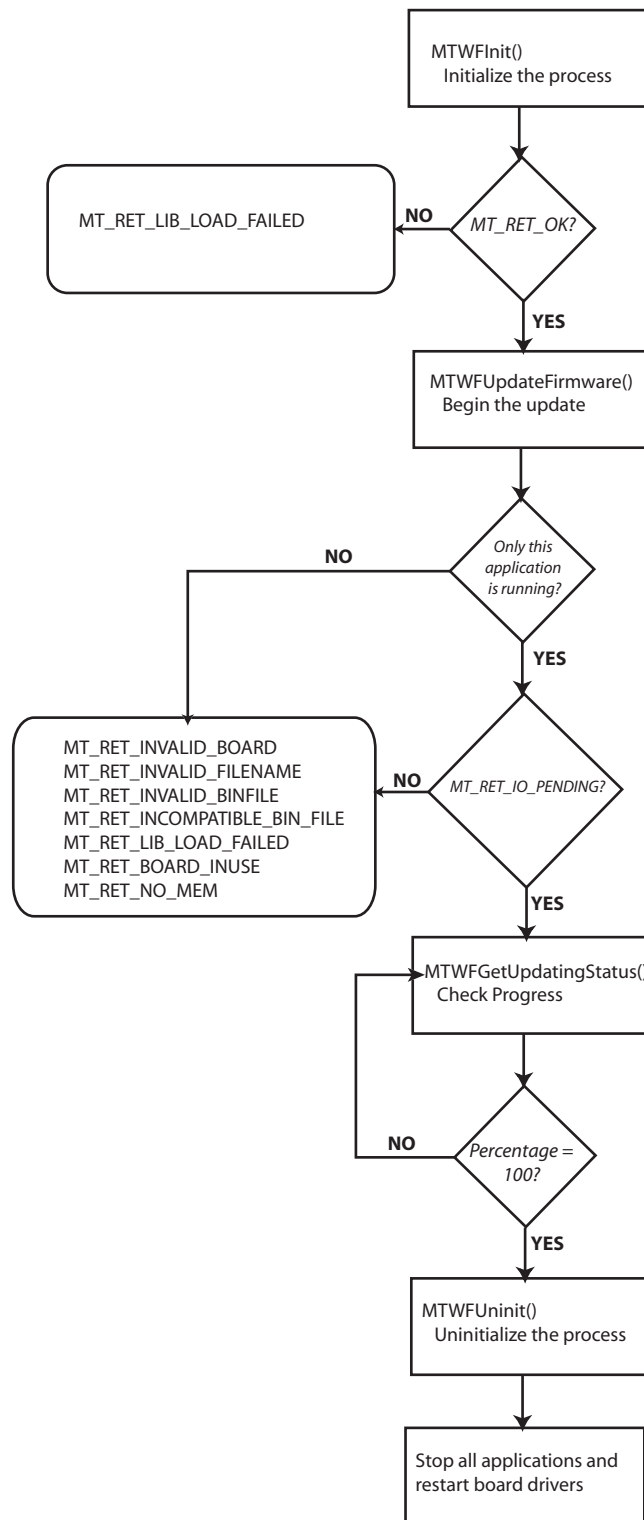 MTWFInit()
Initialize the process
MT_RET_OK?
NO
MT_RET_LIB_LOAD_FAILED
YES
MTWFUpdateFirmware()
Begin the update
Only this
application
is running?
NO
YES
MT_RET_IO_PENDING?
NO
MT_RET_INVALID_BOARD
MT_RET_INVALID_FILENAME
MT_RET_INVALID_BINFILE
MT_RET_INCOMPATIBLE_BIN_FILE
MT_RET_LIB_LOAD_FAILED
MT_RET_BOARD_INUSE
MT_RET_NO_MEM
YES
MTWFGetUpdatingStatus()
Check Progress
Percentage =
100?
NO
YES
MTWFUninit()
Uninitialize the process
Stop all applications and
restart board drivers